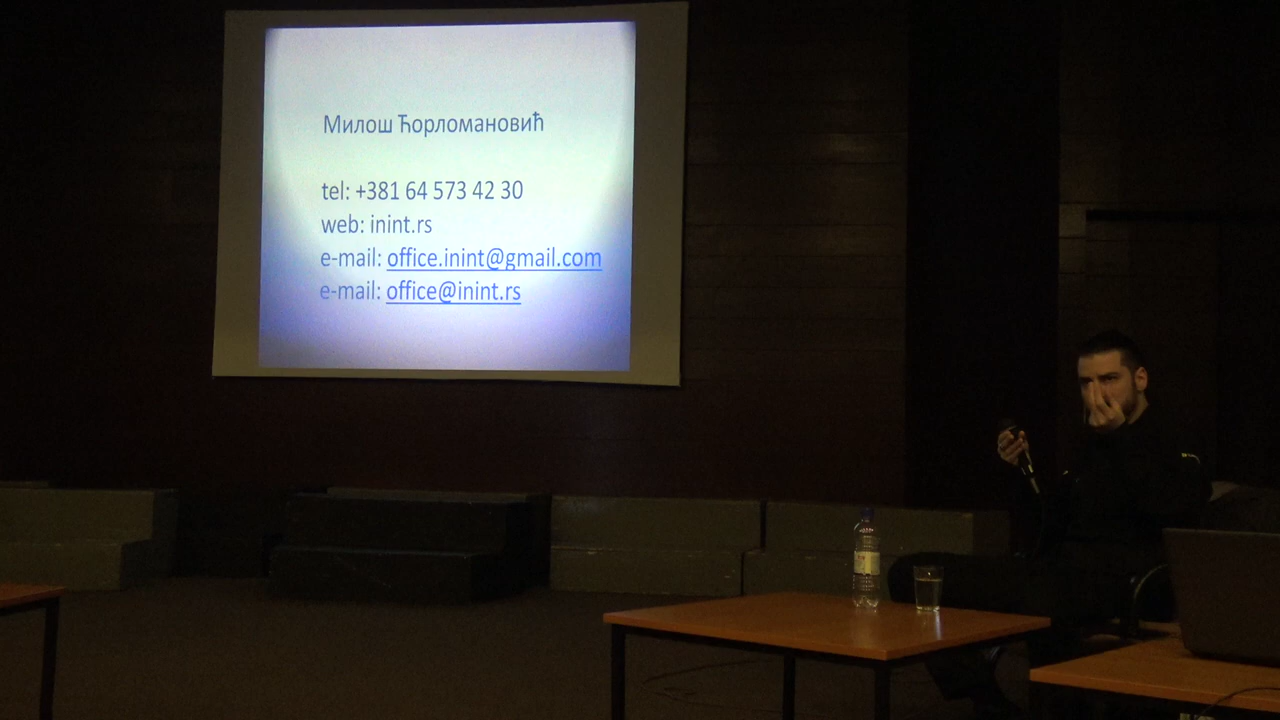 Милош Ћорломановић
tel: +381 64 573 42 30
web: inint.rs
e-mail: office.inint@gmail.com
e-mail: office@inint.rs